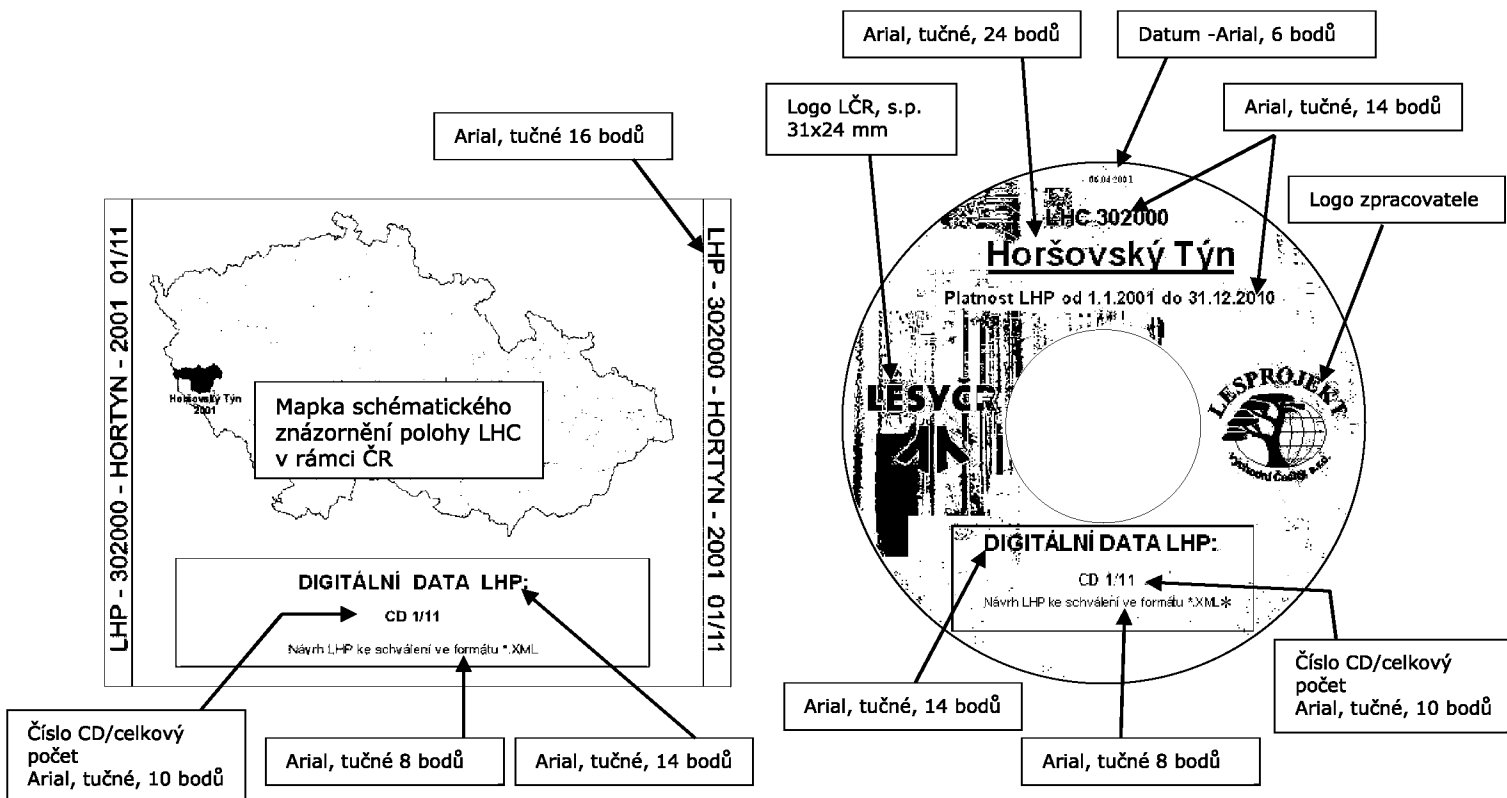 Arial, tučné 16 bodů
LHP - 302000 - HORTYN - 2001 01/11
LHP - 302000 - HORTYN - 2001 01/11
Horšovský Týn
2001
Mapka schématického
znázornění polohy LHC
v rámci ČR
DIGITÁLNÍ DATA LHP:
CD 1/11
Návrh LHP ke schválení ve formátu *.XML
Číslo CD/celkový
počet
Arial, tučné, 10 bodů
Arial, tučné 8 bodů
Arial, tučné, 14 bodů
Arial, tučné, 24 bodů
Datum -Arial, 6 bodů
Logo LČR, s.p.
31x24 mm
Arial, tučné, 14 bodů
Logo zpracovatele
06.04.2001
LHC 302000
Horšovský Týn
Platnost LHP od 1.1.2001 do 31.12.2010
LESYČR
LESPROJEKT
východní Čechy s.r.o.
DIGITÁLNÍ DATA LHP:
CD 1/11
Návrh LHP ke schválení ve formátu *.XML*
Arial, tučné, 14 bodů
Arial, tučné 8 bodů
Číslo CD/celkový
počet
Arial, tučné, 10 bodů